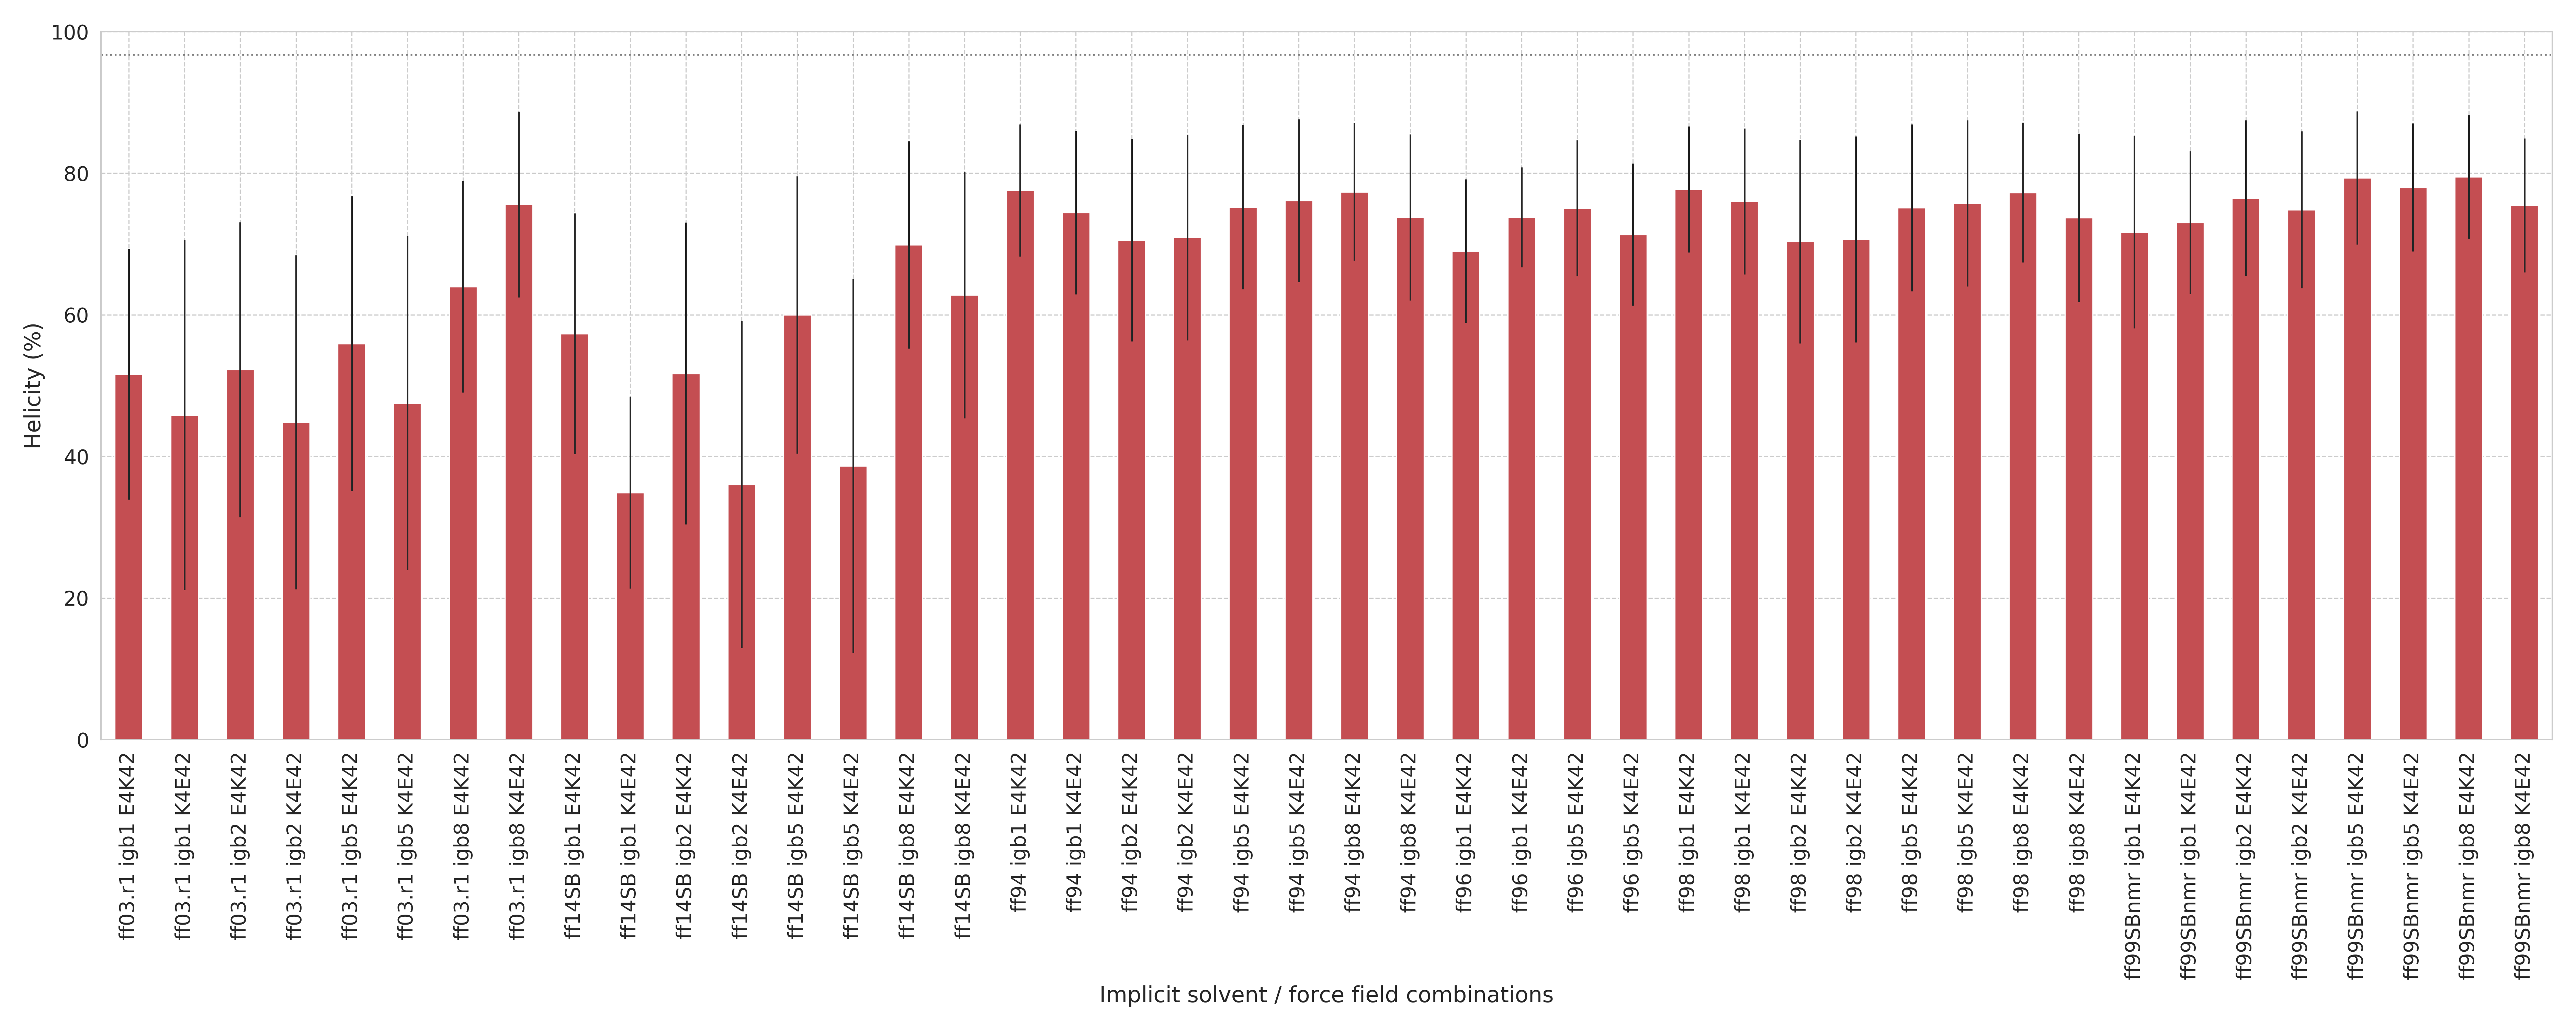 Helicity (%)
100
80
60
40
20
0
ff03.r1 igb1 E4K42
ff03.r1 igb1 K4E42
ff03.r1 igb2 E4K42
ff03.r1 igb2 K4E42
ff03.r1 igb5 E4K42
ff03.r1 igb5 K4E42
ff03.r1 igb8 E4K42
ff03.r1 igb8 K4E42
ff14SB igb1 E4K42
ff14SB igb1 K4E42
ff14SB igb2 E4K42
ff14SB igb2 K4E42
ff14SB igb5 E4K42
ff14SB igb5 K4E42
ff14SB igb8 E4K42
ff14SB igb8 K4E42
ff94 igb1 E4K42
ff94 igb1 K4E42
ff94 igb2 E4K42
ff94 igb2 K4E42
ff94 igb5 E4K42
ff94 igb5 K4E42
ff94 igb8 E4K42
ff94 igb8 K4E42
ff96 igb1 E4K42
ff96 igb1 K4E42
ff96 igb5 E4K42
ff96 igb5 K4E42
ff98 igb1 E4K42
ff98 igb1 K4E42
ff98 igb2 E4K42
ff98 igb2 K4E42
ff98 igb5 E4K42
ff98 igb5 K4E42
ff98 igb8 E4K42
ff98 igb8 K4E42
ff99SBnmr igb1 E4K42
ff99SBnmr igb1 K4E42
ff99SBnmr igb2 E4K42
ff99SBnmr igb2 K4E42
ff99SBnmr igb5 E4K42
ff99SBnmr igb5 K4E42
ff99SBnmr igb8 E4K42
ff99SBnmr igb8 K4E42
Implicit solvent / force field combinations